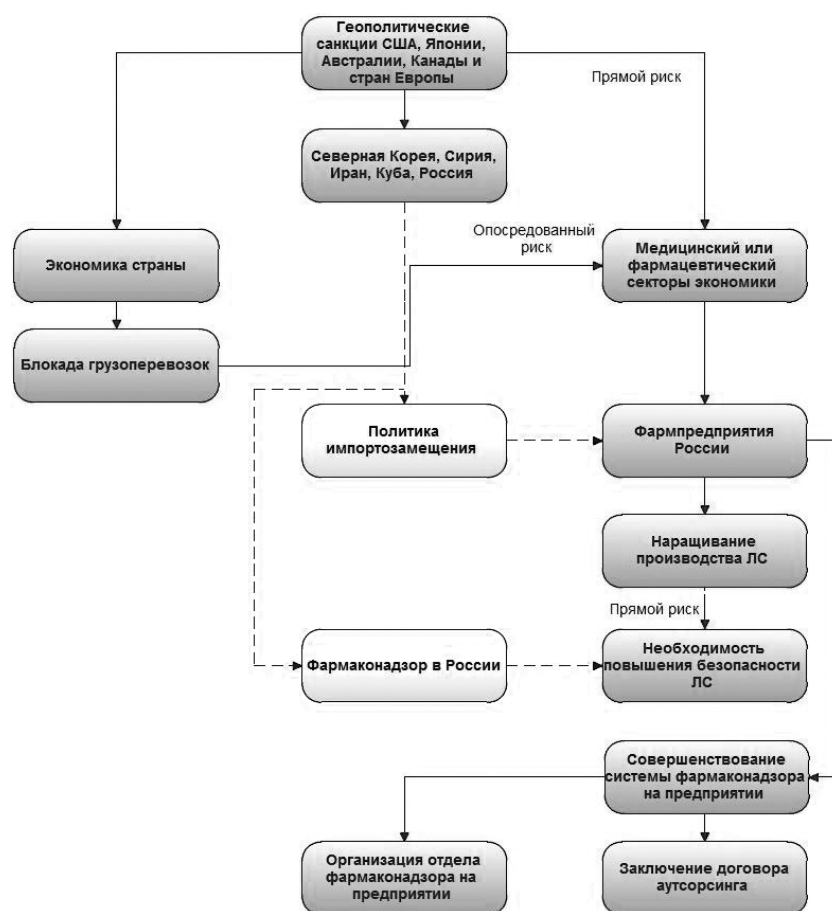 Геополитические
санкции США, Японии,
Австралии, Канады и
стран Европы
Прямой риск
Северная Корея, Сирия,
Иран, Куба, Россия
Опосредованный
риск
Экономика страны
Медицинский или
фармацевтический
секторы экономики
Блокада грузоперевозок
Политика
импортозамещения
Фармпредприятия
России
Наращивание
производства ЛС
Прямой риск
Фармаконадзор в России
Необходимость
повышения безопасности
ЛС
Совершенствование
системы фармаконадзора
на предприятии
Организация отдела
фармаконадзора на
предприятии
Заключение договора
аутсорсинга